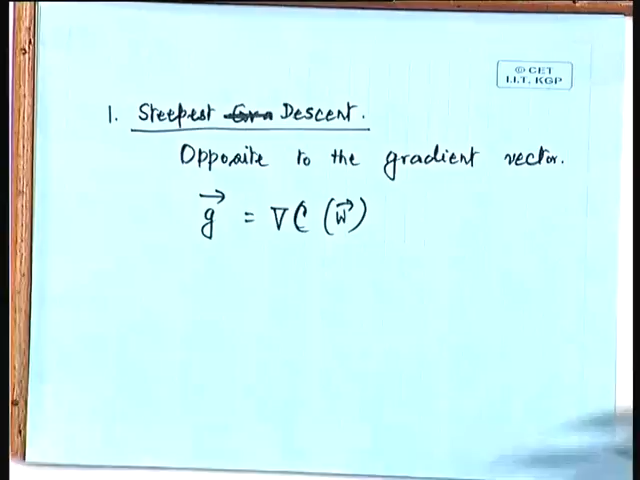 © CET
I.I.T. KGP
1. Steepest Descent.
Opposite to the gradient vector.
g⃗ = ∇C (w⃗)